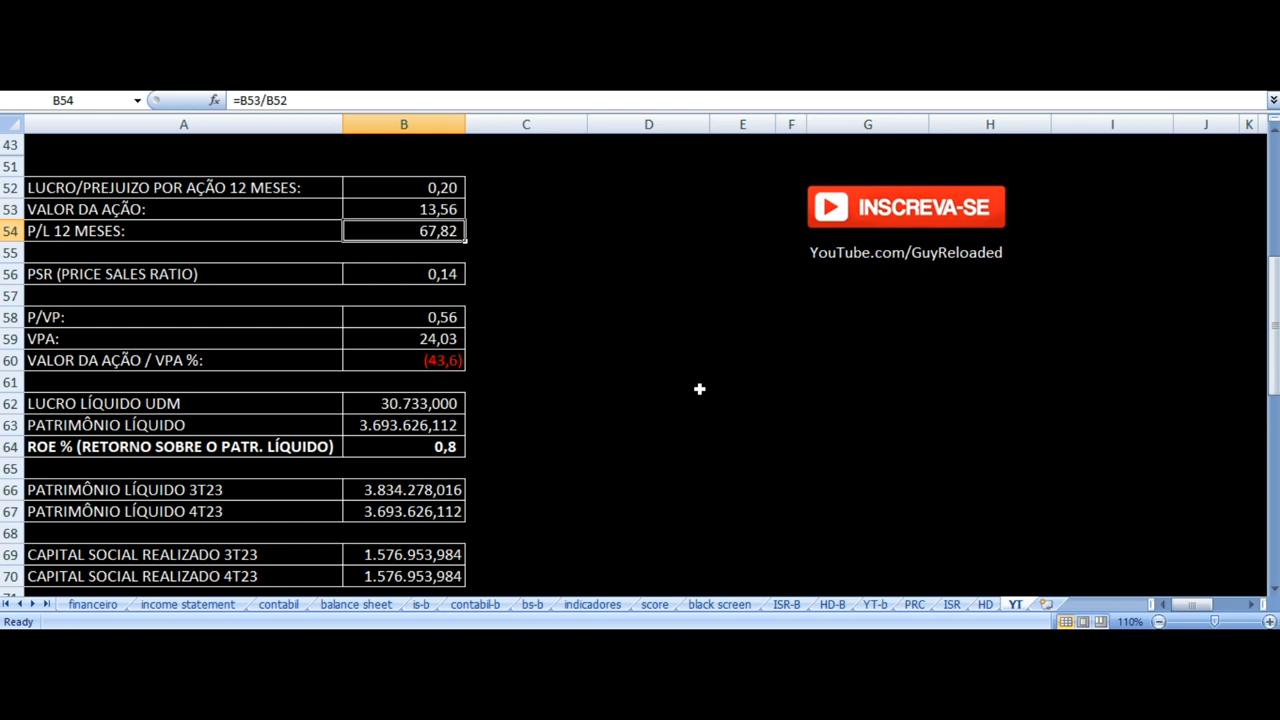 B54 fx =B53/B52
A B C D E F G H I J K
43
51
52 LUCRO/PREJUIZO POR AÇÃO 12 MESES: 0,20
53 VALOR DA AÇÃO: 13,56
54 P/L 12 MESES: 67,82
55
56 PSR (PRICE SALES RATIO) 0,14
57
58 P/VP: 0,56
59 VPA: 24,03
60 VALOR DA AÇÃO / VPA %: (43,6)
61
62 LUCRO LÍQUIDO UDM 30.733,000
63 PATRIMÔNIO LÍQUIDO 3.693.626,112
64 ROE % (RETORNO SOBRE O PATR. LÍQUIDO) 0,8
65
66 PATRIMÔNIO LÍQUIDO 3T23 3.834.278,016
67 PATRIMÔNIO LÍQUIDO 4T23 3.693.626,112
68
69 CAPITAL SOCIAL REALIZADO 3T23 1.576.953,984
70 CAPITAL SOCIAL REALIZADO 4T23 1.576.953,984
INSCREVA-SE
YouTube.com/GuyReloaded
financeiro income statement contabil balance sheet is-b contabil-b bs-b indicadores score black screen ISR-B HD-B YT-b PRC ISR HD YT
Ready 110%